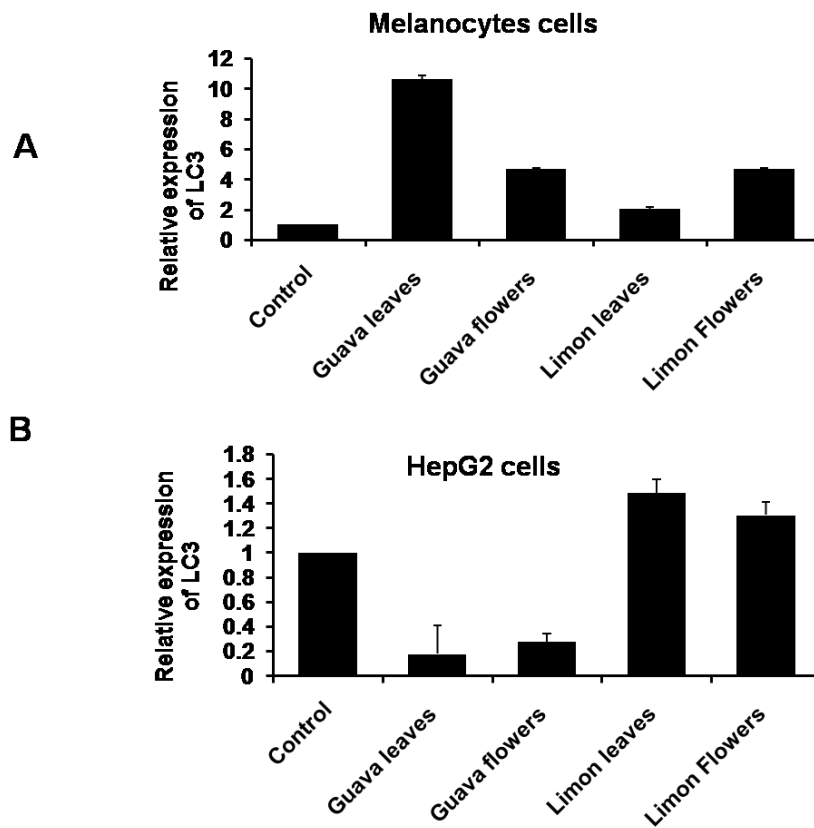 Melanocytes cells
A
Relative expression
of LC3
12
10
8
6
4
2
0
Control
Guava leaves
Guava flowers
Limon leaves
Limon Flowers
B
HepG2 cells
Relative expression
of LC3
1.8
1.6
1.4
1.2
1
0.8
0.6
0.4
0.2
0
Control
Guava leaves
Guava flowers
Limon leaves
Limon Flowers